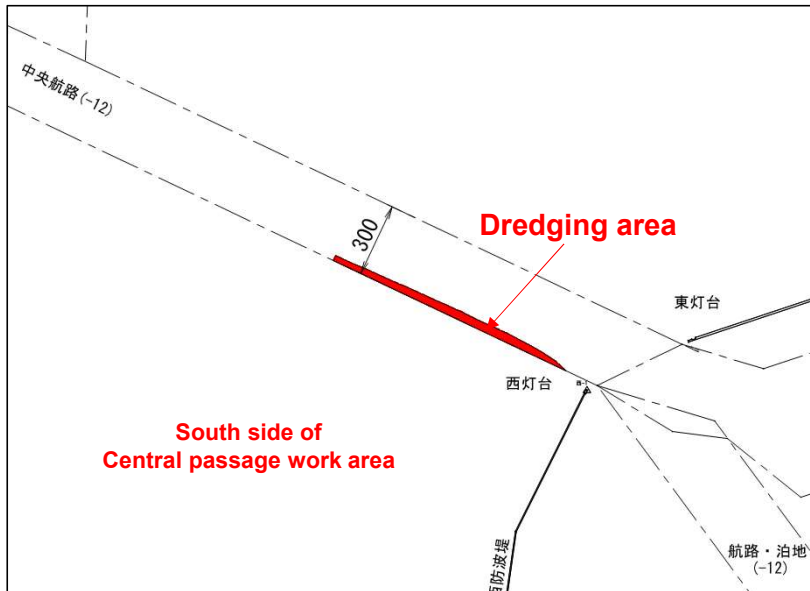 中央航路(-12)
300
Dredging area
東灯台
西灯台
South side of
Central passage work area
西防波堤
航路・泊地
(-12)